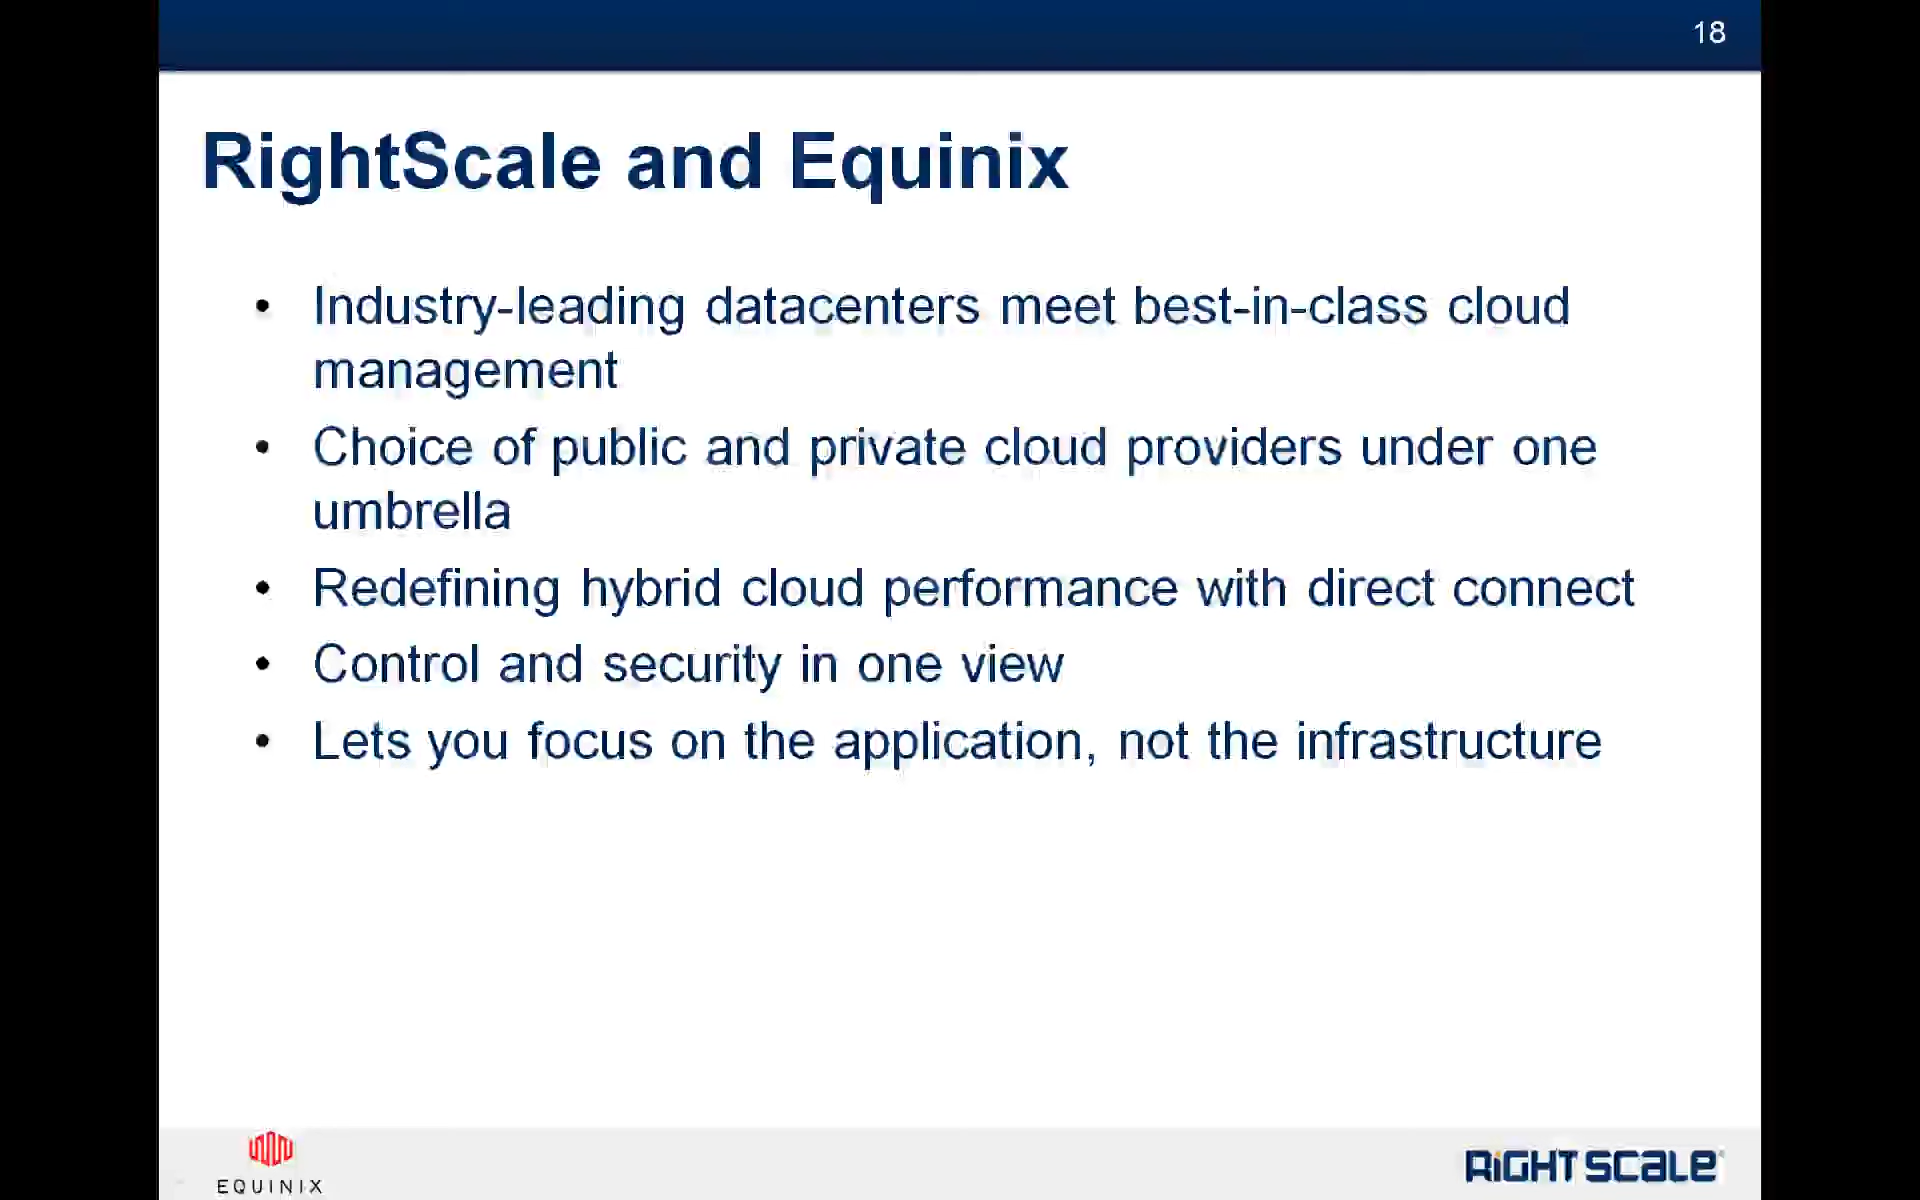 18
RightScale and Equinix
• Industry-leading datacenters meet best-in-class cloud
management
• Choice of public and private cloud providers under one
umbrella
• Redefining hybrid cloud performance with direct connect
• Control and security in one view
• Lets you focus on the application, not the infrastructure
EQUINIX
RiGHTSCaLe